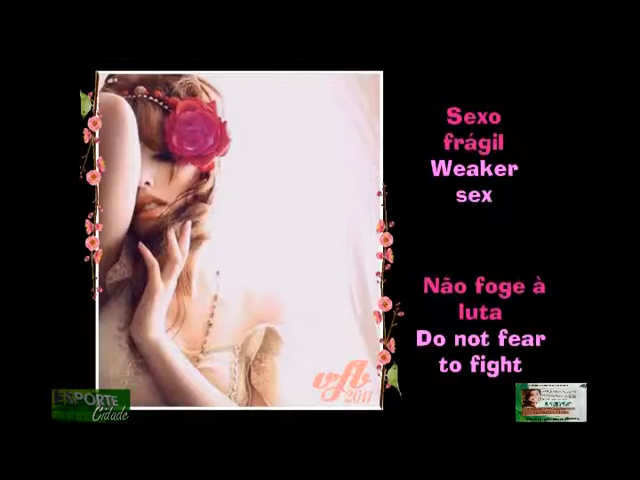 Sexo
frágil
Weaker
sex
Não foge à
luta
Do not fear
to fight
vfb
2011
ESPORTE
Cidade